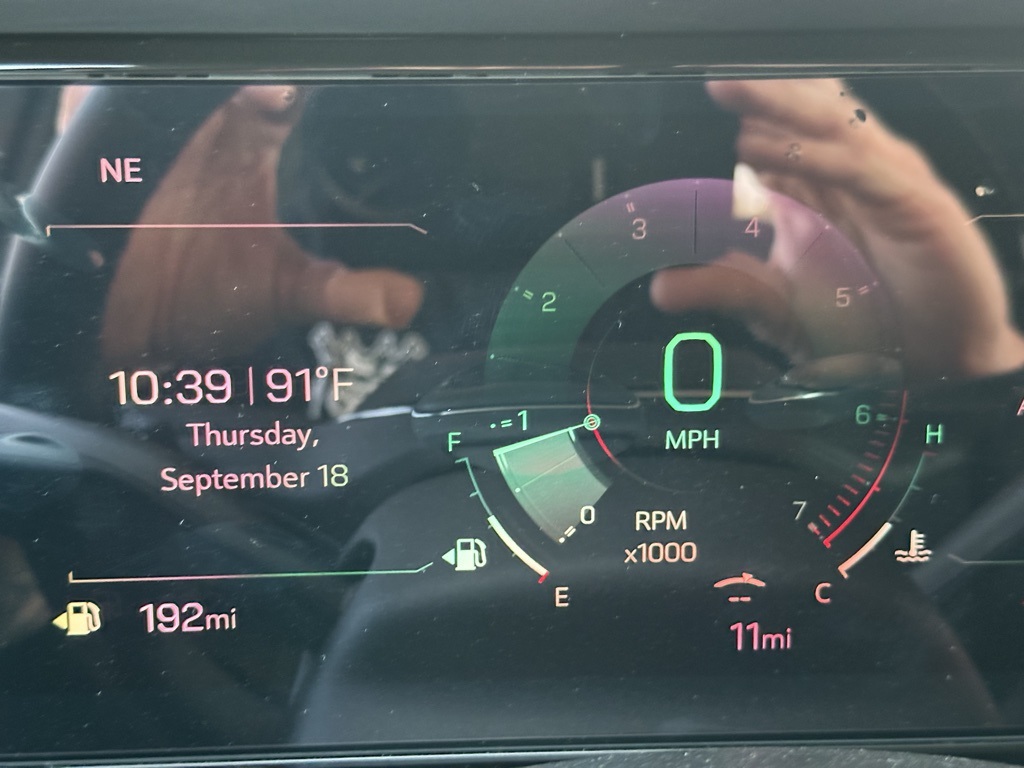 NE
10:39 | 91°F
Thursday,
September 18
192mi
3
4
2
5
0
MPH
1
6
F
H
0
7
RPM
x1000
E
C
--
11mi